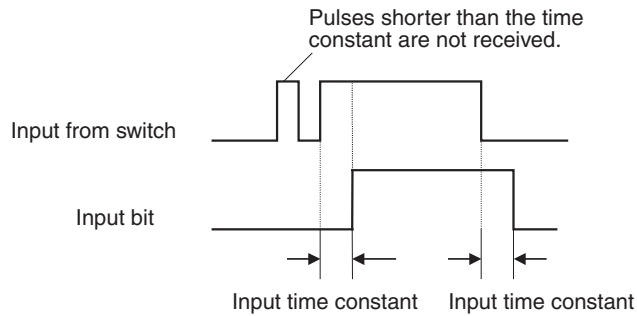 Pulses shorter than the time
constant are not received.
Input from switch
Input bit
Input time constant
Input time constant